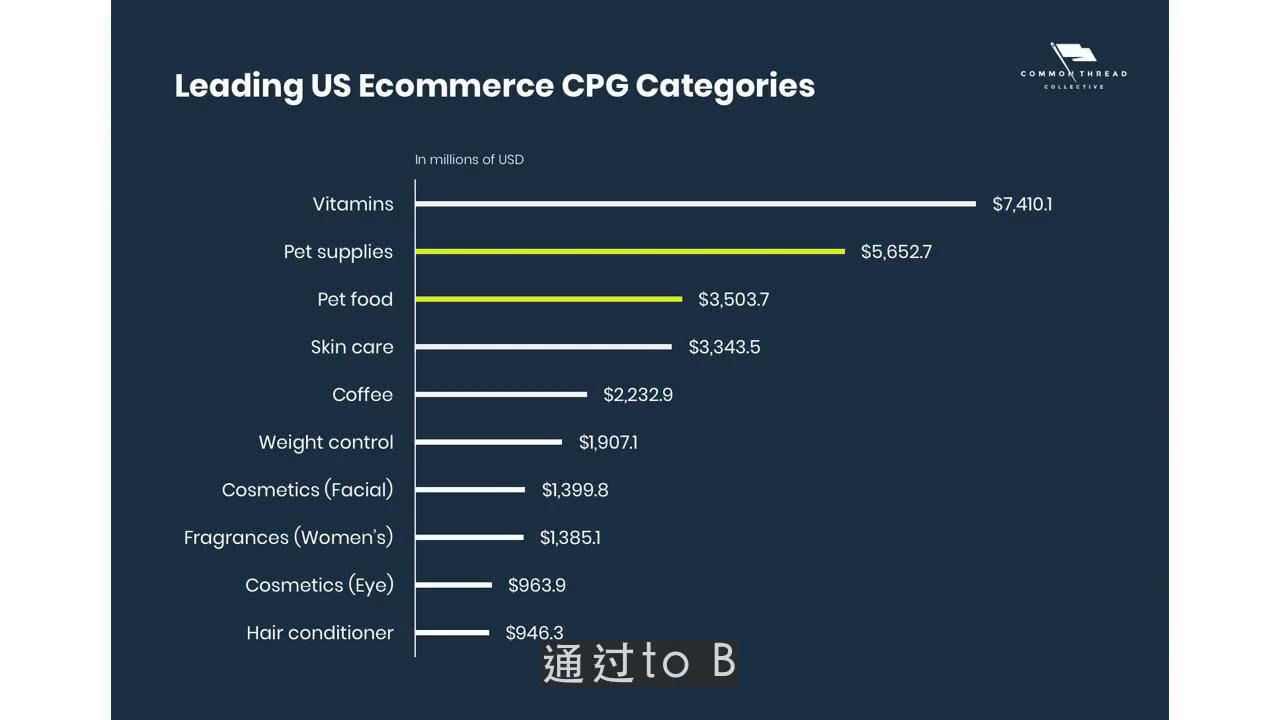 COMMON THREAD
COLLECTIVE
Leading US Ecommerce CPG Categories
In millions of USD
Vitamins $7,410.1
Pet supplies $5,652.7
Pet food $3,503.7
Skin care $3,343.5
Coffee $2,232.9
Weight control $1,907.1
Cosmetics (Facial) $1,399.8
Fragrances (Women's) $1,385.1
Cosmetics (Eye) $963.9
Hair conditioner $946.3
通过to B